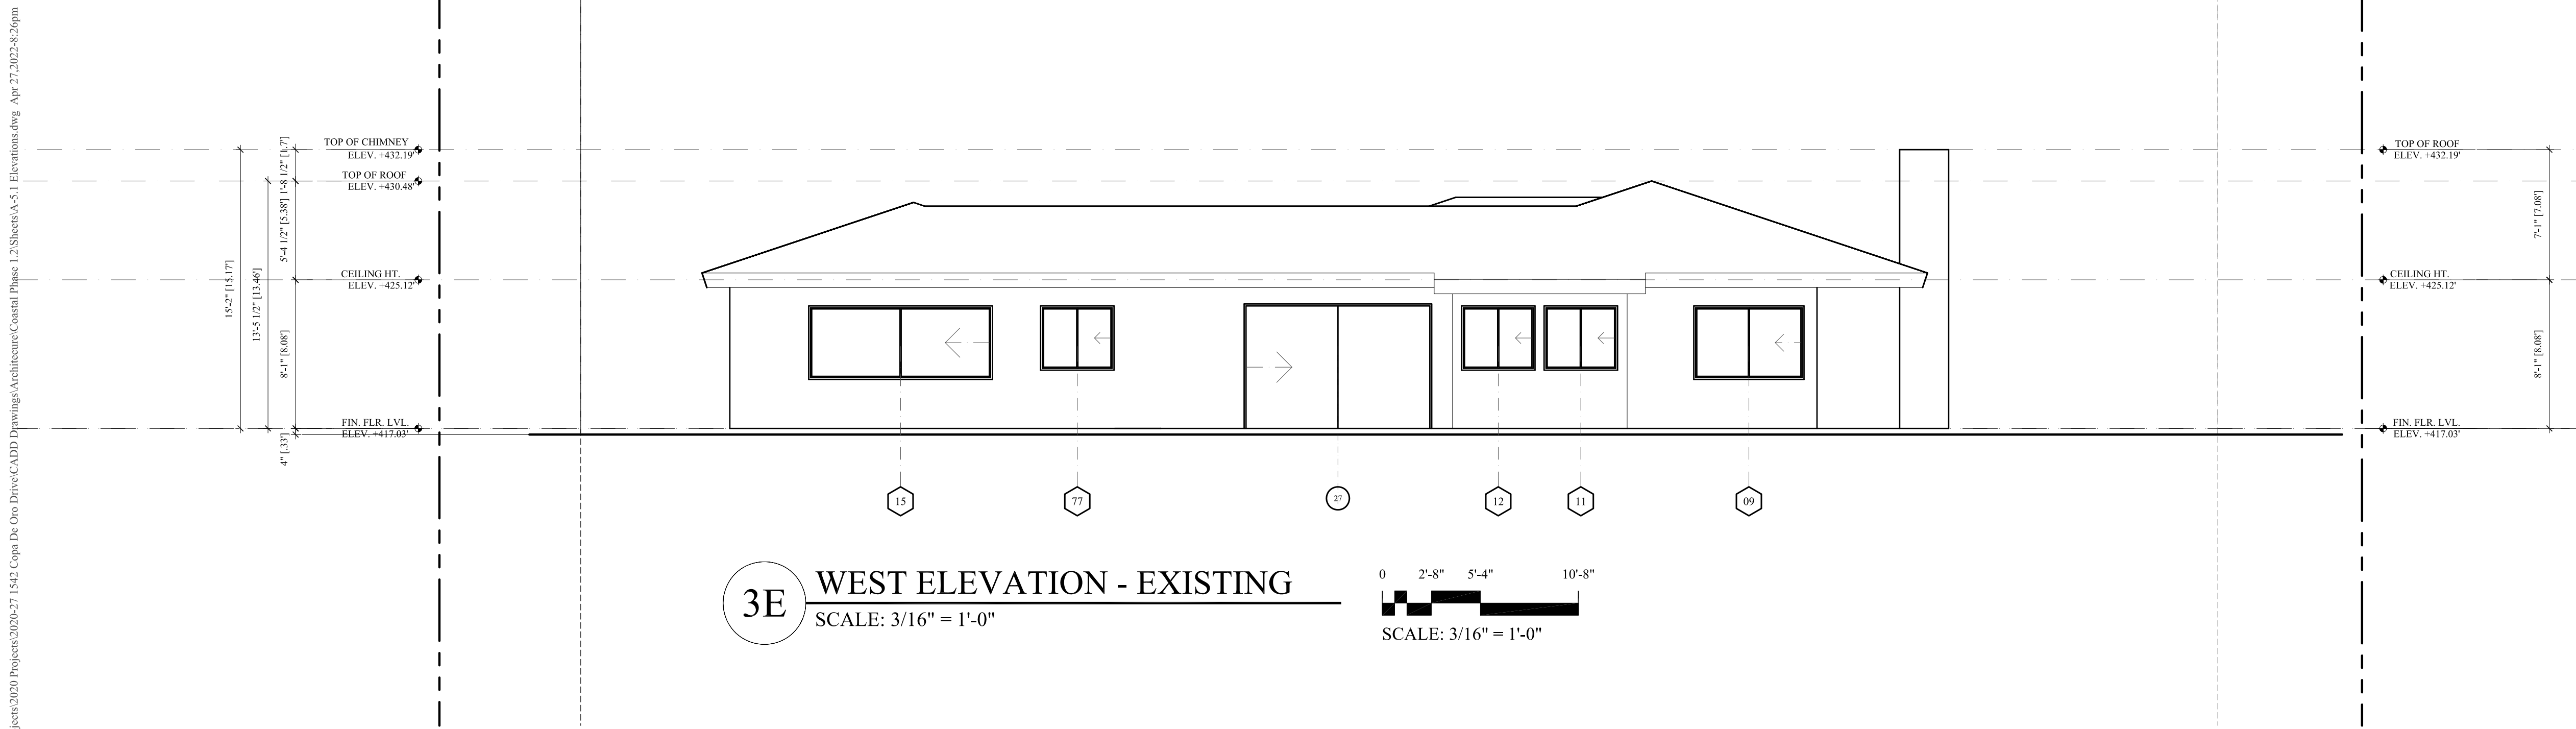 jects\2020 Projects\2020-27 1542 Copa De Oro Drive\CADD Drawings\Architecure\Coastal Phase 1.2\Sheets\A-5.1 Elevations.dwg Apr 27,2022-8:26pm
TOP OF CHIMNEY
ELEV. +432.19'
TOP OF ROOF
ELEV. +430.48'
CEILING HT.
ELEV. +425.12'
FIN. FLR. LVL.
ELEV. +417.03'
15'-2" [15.17']
13'-5 1/2" [13.46']
1'-8 1/2" [1.7']
5'-4 1/2" [5.38']
8'-1" [8.08']
4" [.33']
TOP OF ROOF
ELEV. +432.19'
CEILING HT.
ELEV. +425.12'
FIN. FLR. LVL.
ELEV. +417.03'
7'-1" [7.08']
8'-1" [8.08']
15
77
27
12
11
09
3E
WEST ELEVATION - EXISTING
SCALE: 3/16" = 1'-0"
0 2'-8" 5'-4" 10'-8"
SCALE: 3/16" = 1'-0"